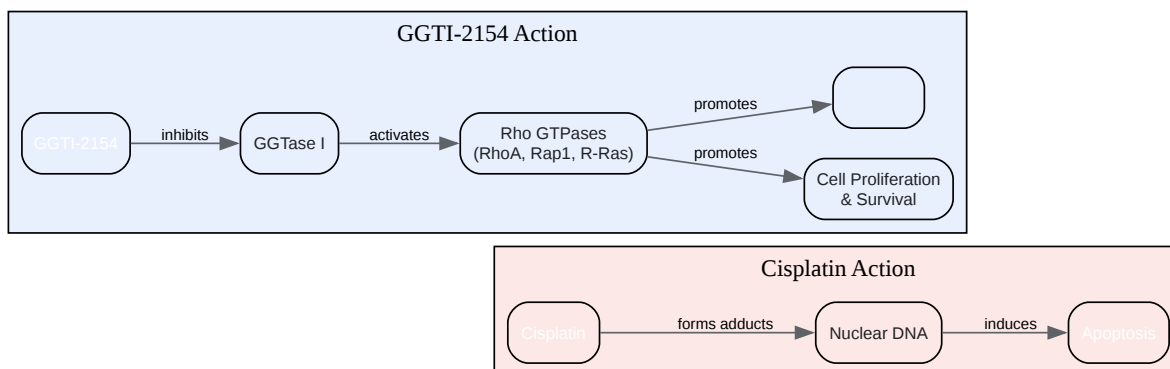 GGTI-2154 Action
GGTI-2154
inhibits
GGTase I
activates
Rho GTPases
(RhoA, Rap1, R-Ras)
promotes
promotes
Cell Proliferation
& Survival
Cisplatin Action
Cisplatin
forms adducts
Nuclear DNA
induces
Apoptosis